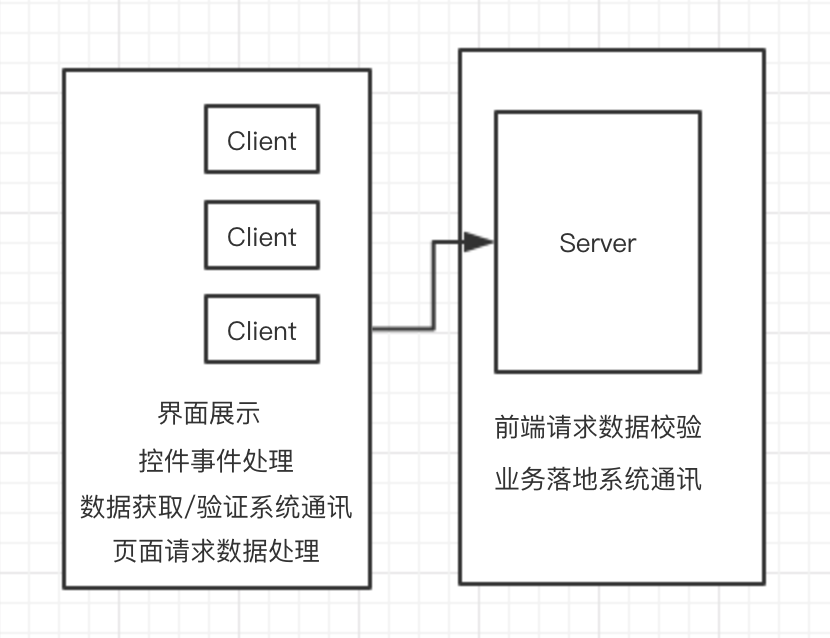 Client
Client
Client
界面展示
控件事件处理
数据获取/验证系统通讯
页面请求数据处理
Server
前端请求数据校验
业务落地系统通讯